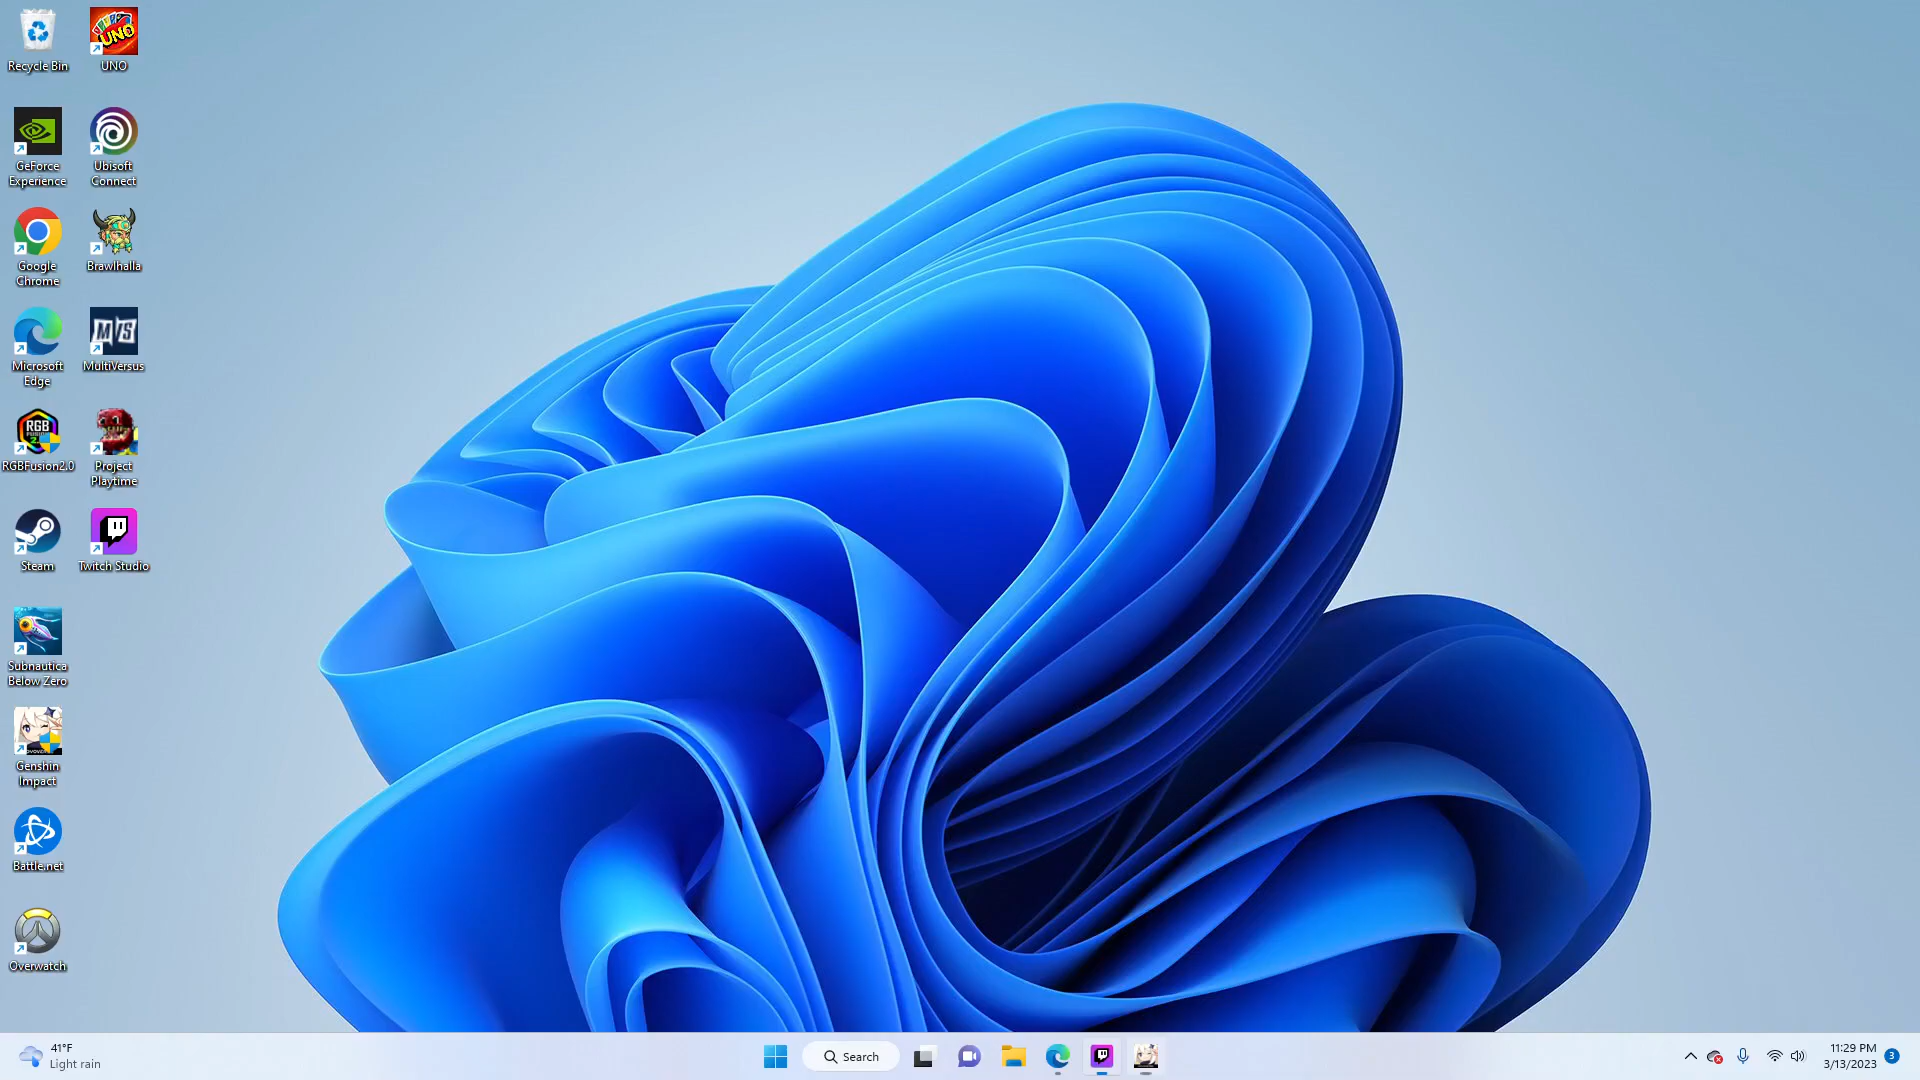 Recycle Bin
UNO
UNO
GeForce
Experience
Ubisoft
Connect
Google
Chrome
Brawlhalla
Microsoft
Edge
MultiVersus
RGB
RGBFusion2.0
Project
Playtime
Steam
Twitch Studio
Subnautica
Below Zero
Genshin
Impact
Battle.net
Overwatch
41°F
Light rain
Search
11:29 PM
3/13/2023
3